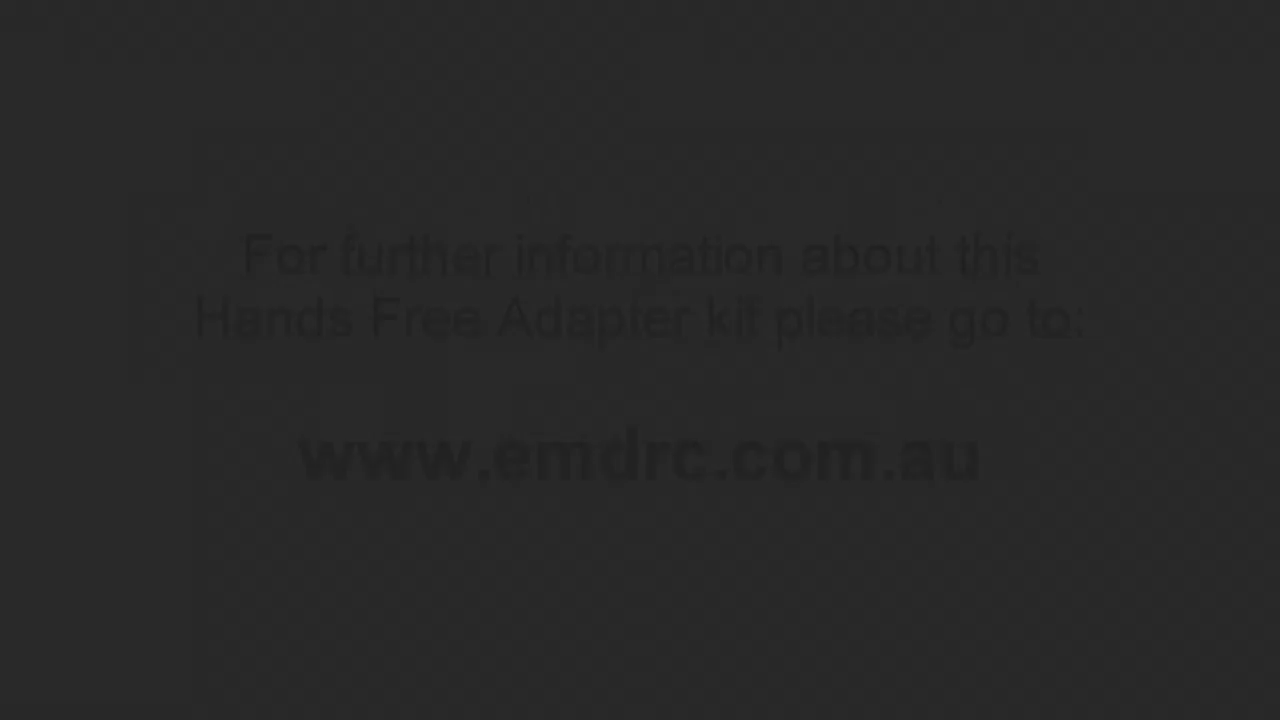 For further information about this
Hands Free Adapter kit please go to:
www.emdrc.com.au